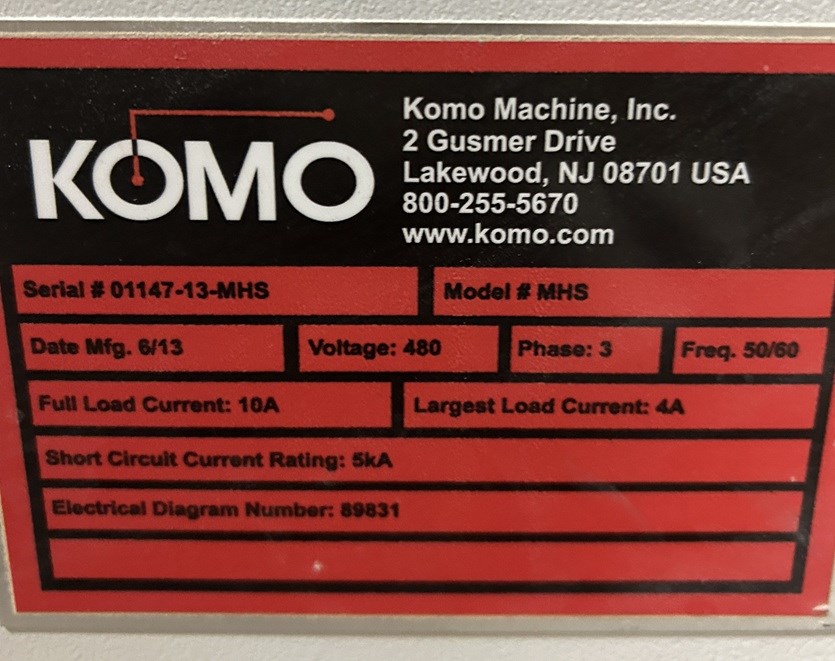 KOMO
Komo Machine, Inc.
2 Gusmer Drive
Lakewood, NJ 08701 USA
800-255-5670
www.komo.com
Serial # 01147-13-MHS
Model # MHS
Date Mfg. 6/13
Voltage: 480
Phase: 3
Freq. 50/60
Full Load Current: 10A
Largest Load Current: 4A
Short Circuit Current Rating: 5kA
Electrical Diagram Number: 89831